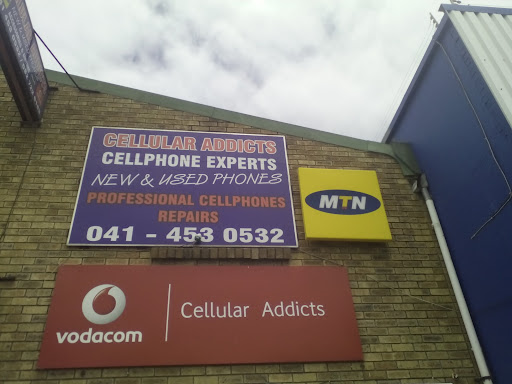 CELLULAR ADDICTS
CELLPHONE EXPERTS
NEW & USED PHONES
PROFESSIONAL CELLPHONES
REPAIRS
041 - 453 0532
MTN
vodacom
Cellular Addicts